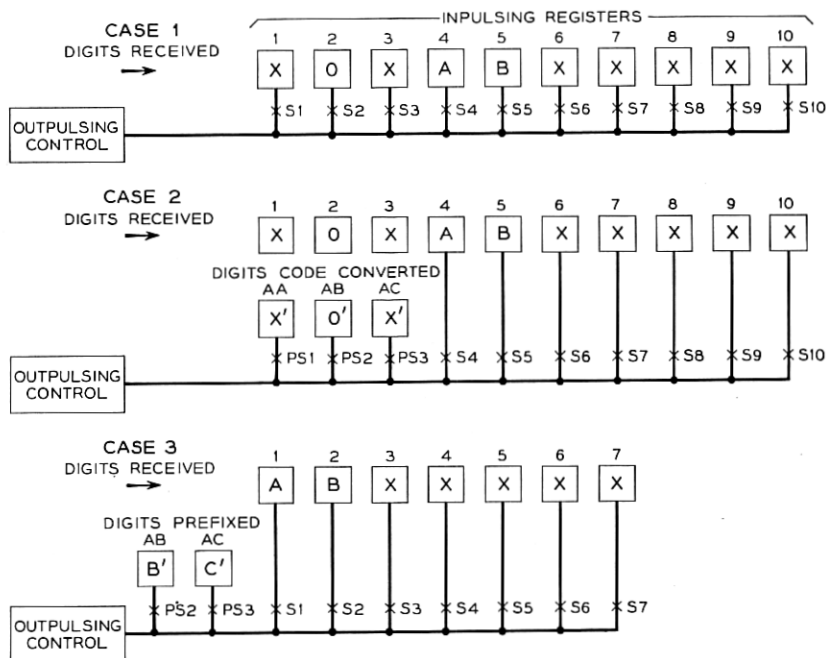 CASE 1
DIGITS RECEIVED
INPULSING REGISTERS
1 2 3 4 5 6 7 8 9 10
X O X A B X X X X X
S1 S2 S3 S4 S5 S6 S7 S8 S9 S10
OUTPULSING
CONTROL
CASE 2
DIGITS RECEIVED
1 2 3 4 5 6 7 8 9 10
X O X A B X X X X X
DIGITS CODE CONVERTED
AA AB AC
X' O' X'
PS1 PS2 PS3 S4 S5 S6 S7 S8 S9 S10
OUTPULSING
CONTROL
CASE 3
DIGITS RECEIVED
1 2 3 4 5 6 7
A B X X X X X
DIGITS PREFIXED
AB AC
B' C'
PS2 PS3 S1 S2 S3 S4 S5 S6 S7
OUTPULSING
CONTROL